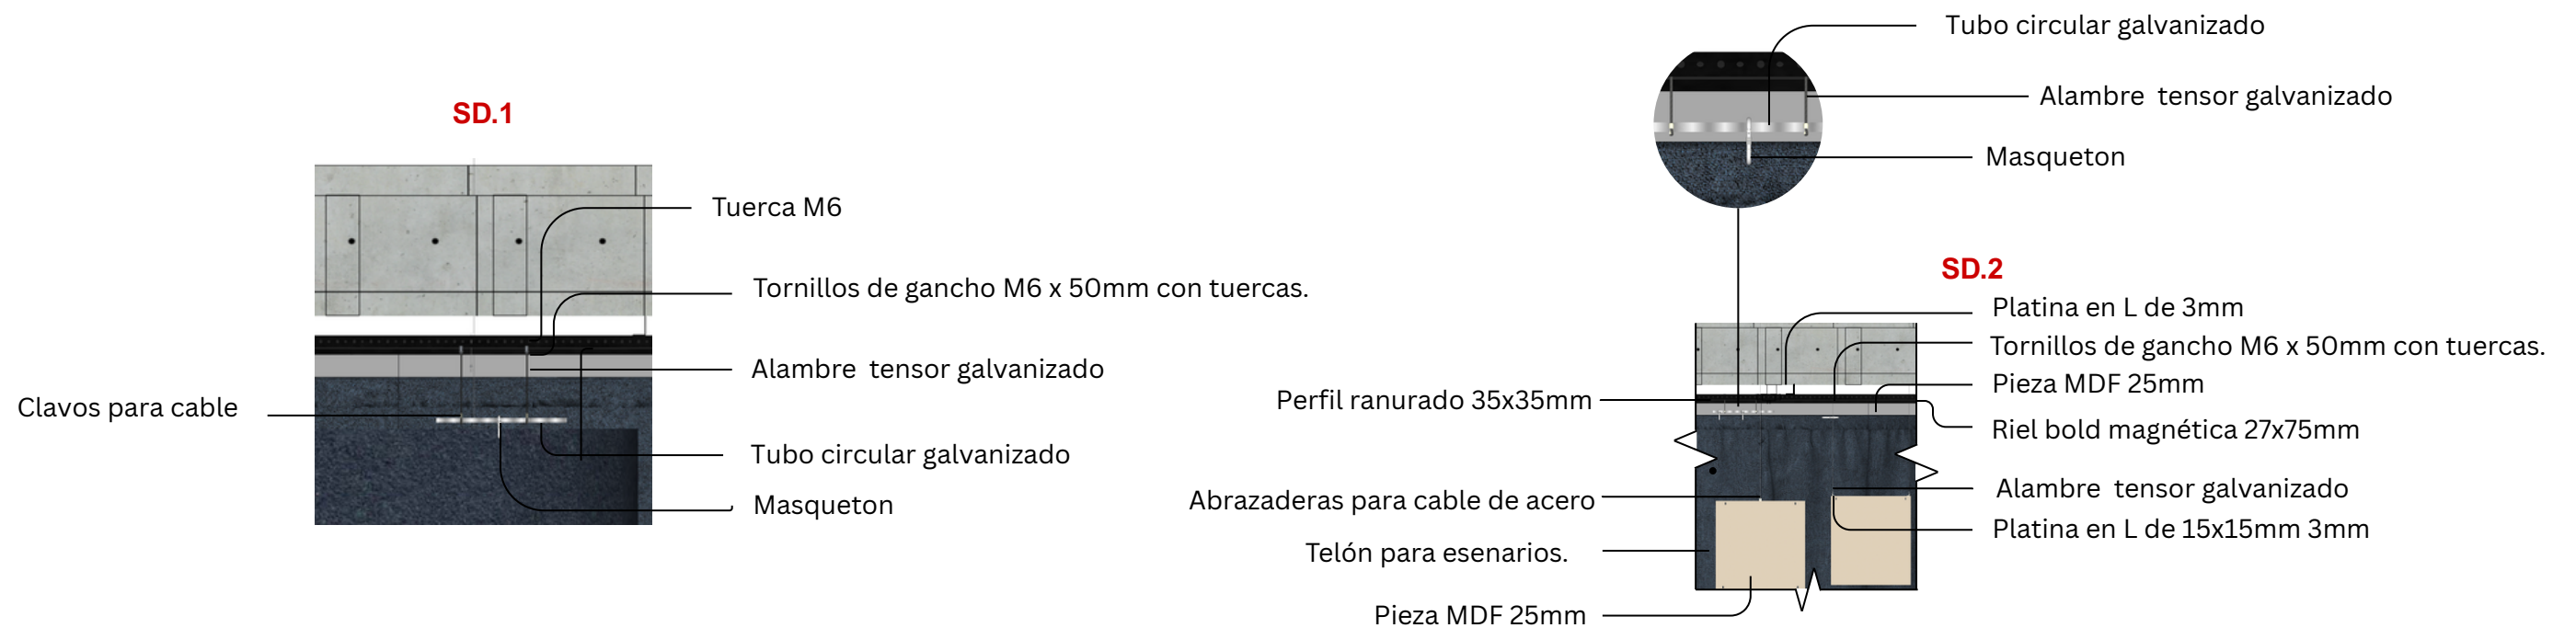 SD.1
Tuerca M6
Tornillos de gancho M6 x 50mm con tuercas.
Alambre tensor galvanizado
Clavos para cable
Tubo circular galvanizado
Masqueton
Tubo circular galvanizado
Alambre tensor galvanizado
Masqueton
SD.2
Platina en L de 3mm
Tornillos de gancho M6 x 50mm con tuercas.
Pieza MDF 25mm
Perfil ranurado 35x35mm
Riel bold magnética 27x75mm
Alambre tensor galvanizado
Abrazaderas para cable de acero
Platina en L de 15x15mm 3mm
Telón para esenarios.
Pieza MDF 25mm